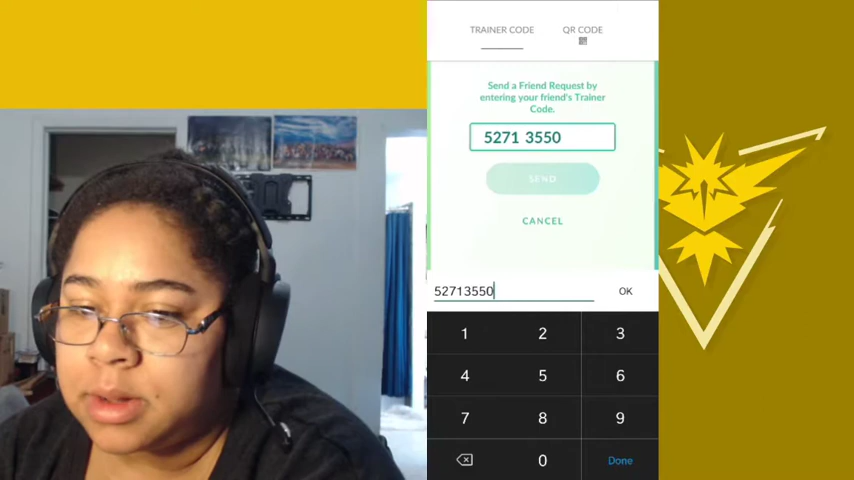 TRAINER CODE
QR CODE
Send a Friend Request by
entering your friend's Trainer
Code.
5271 3550
SEND
CANCEL
52713550
OK
1 2 3
4 5 6
7 8 9
0 Done